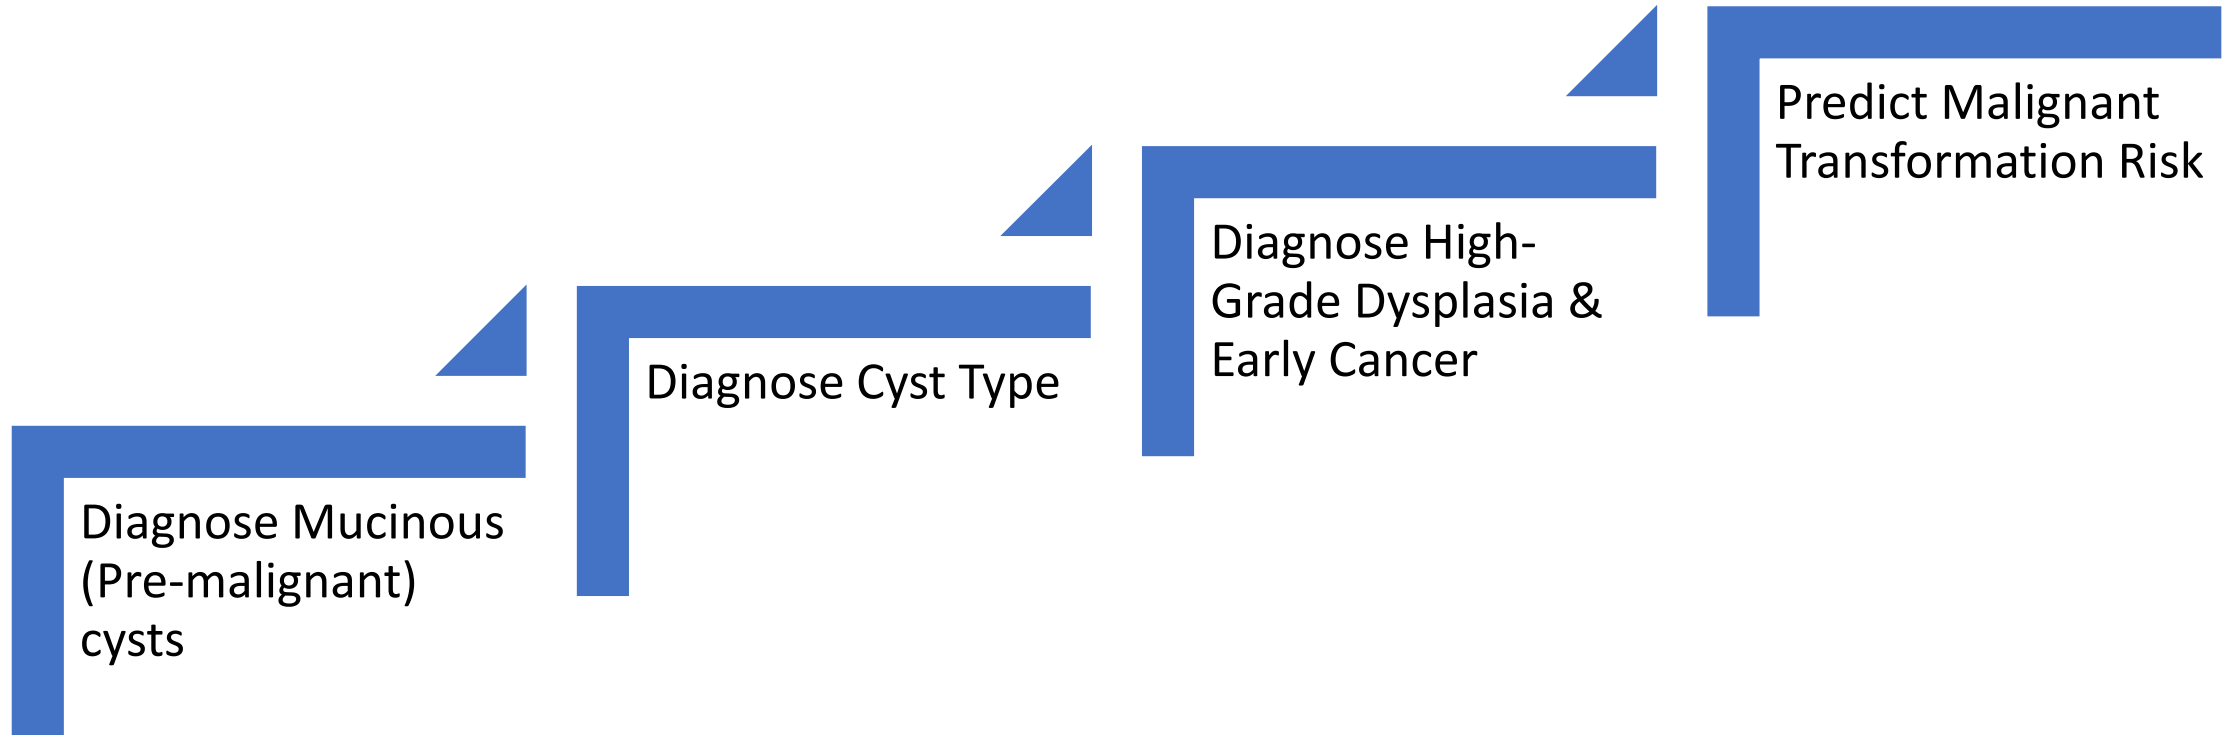 Diagnose Mucinous
(Pre-malignant)
cysts
Diagnose Cyst Type
Diagnose High-
Grade Dysplasia &
Early Cancer
Predict Malignant
Transformation Risk